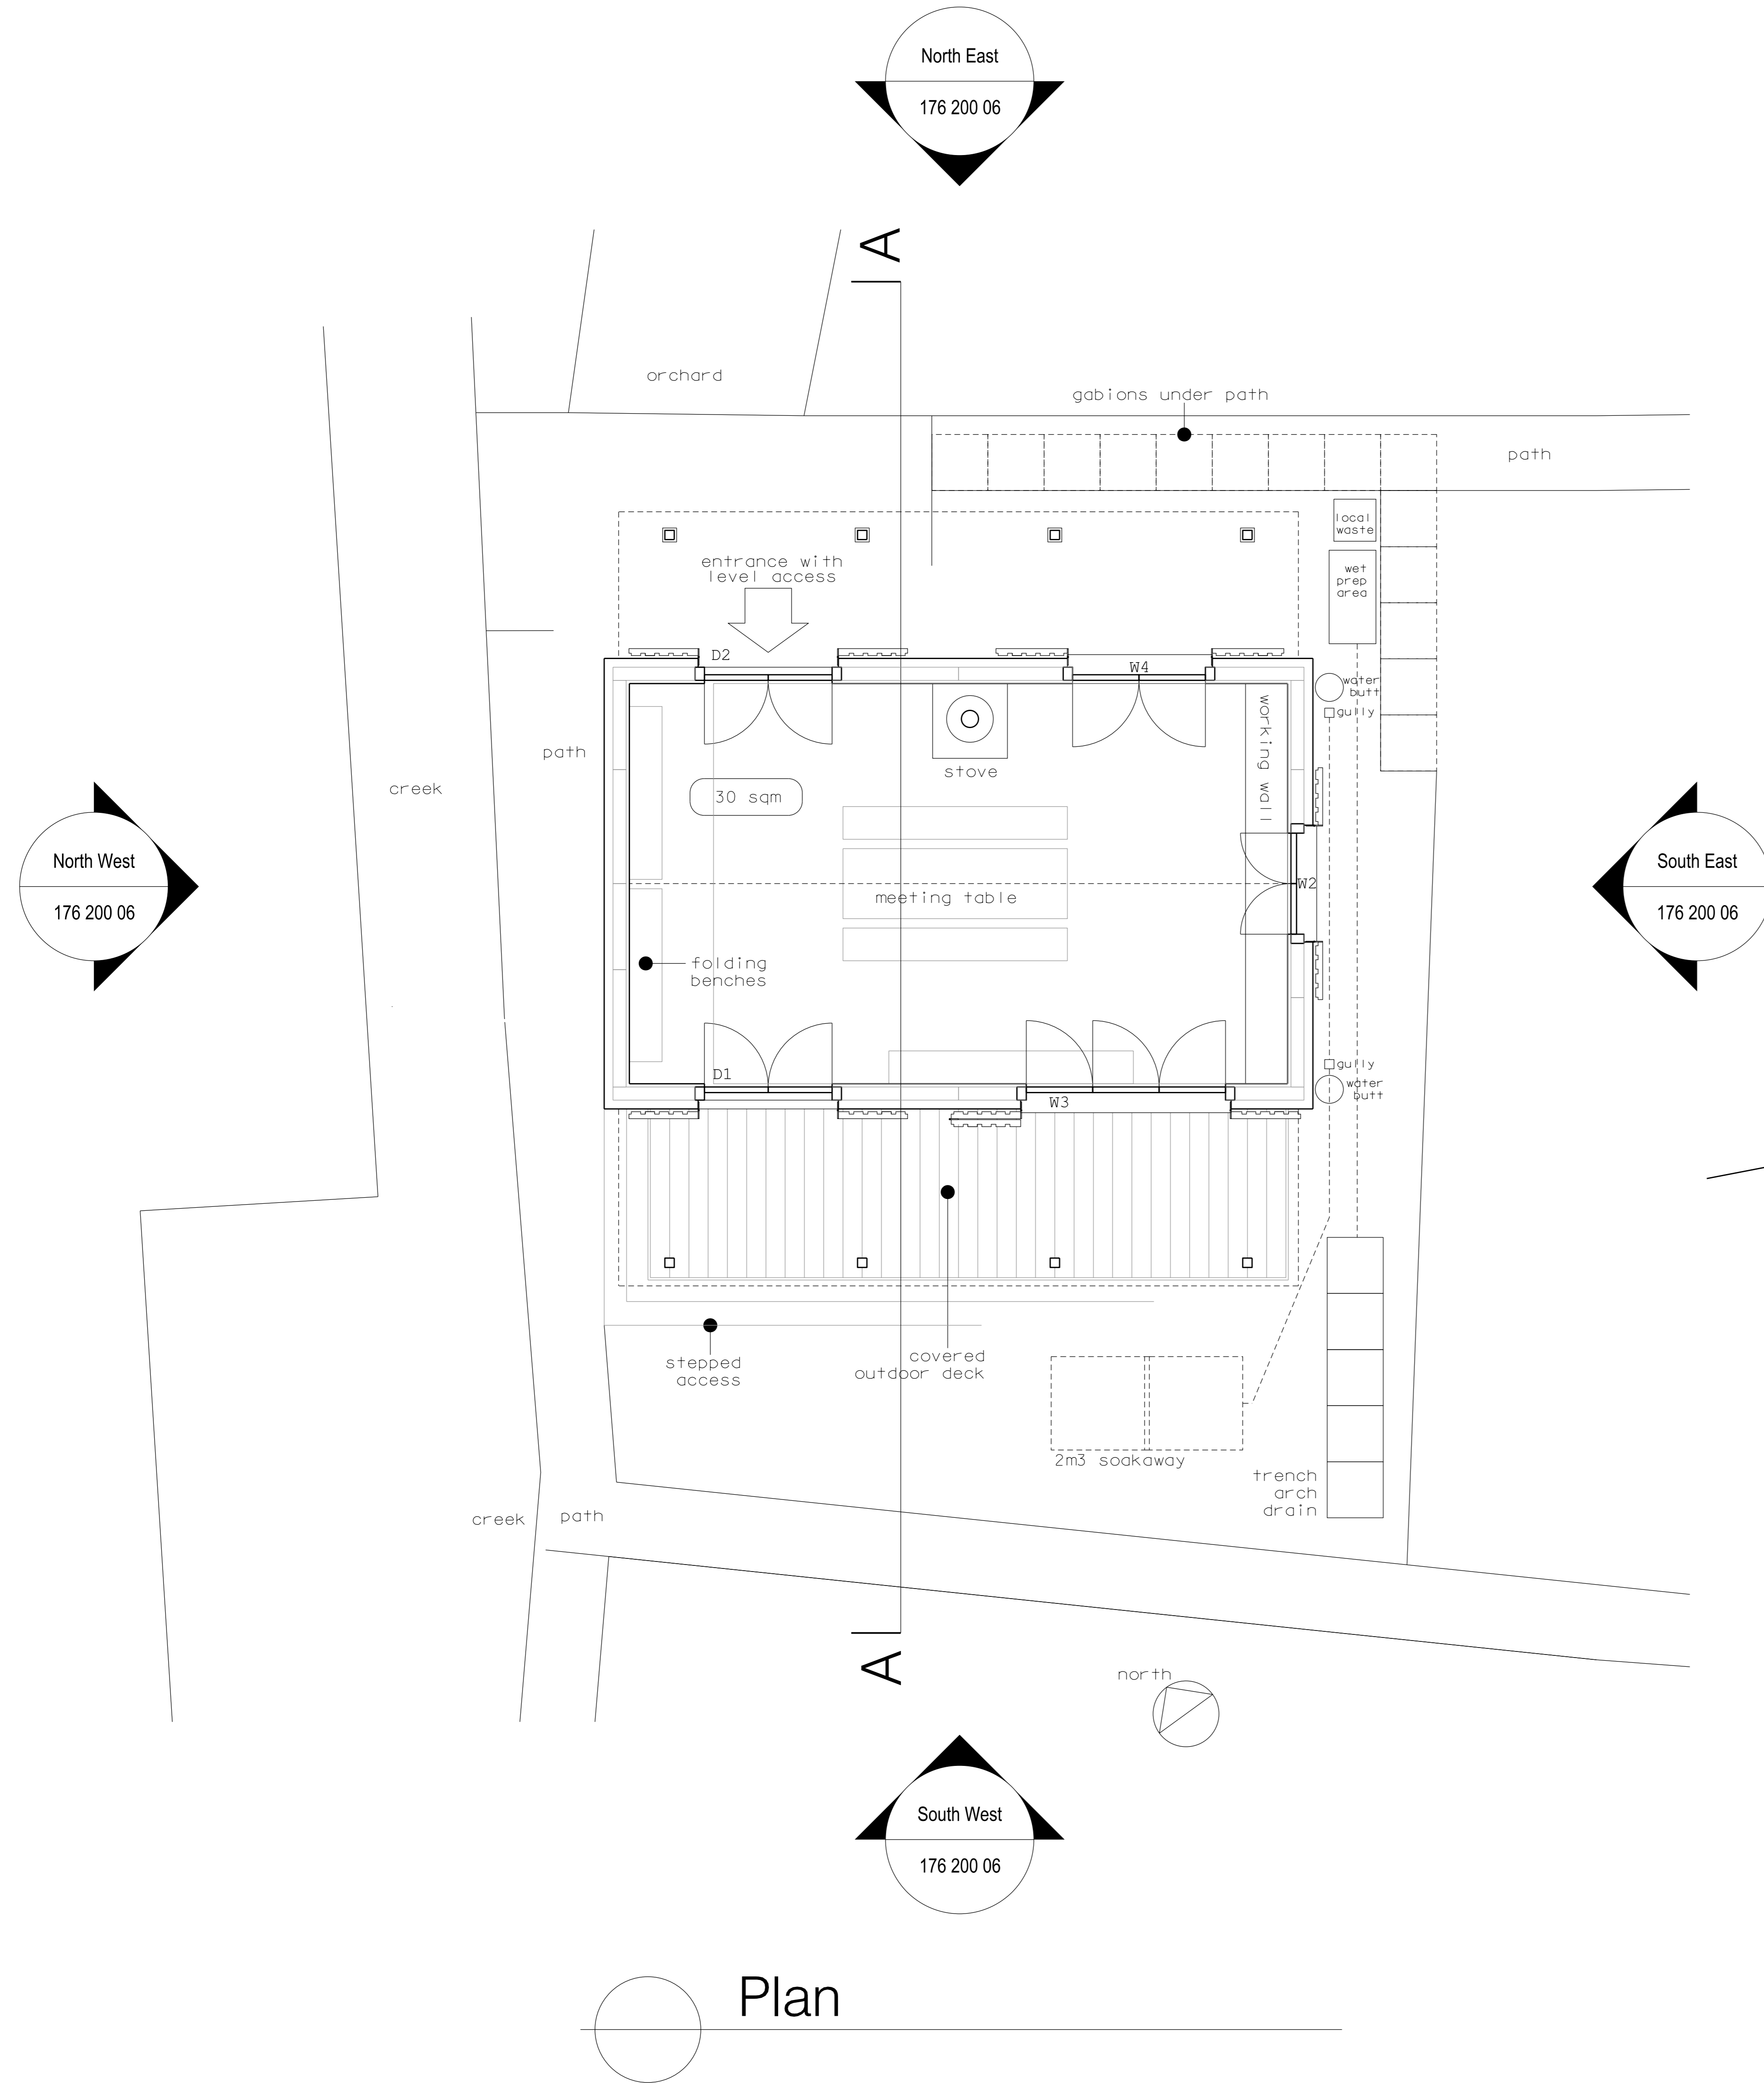 North East
176 200 06
A
orchard
gabions under path
path
local
waste
entrance with
level access
wet
prep
area
D2
W4
water
butt
gully
working wall
path
stove
creek
30 sqm
North West
176 200 06
South East
176 200 06
W2
meeting table
folding
benches
gully
D1
water
butt
W3
stepped
access
covered
outdoor deck
2m3 soakaway
trench
arch
drain
creek
path
A
north
South West
176 200 06
Plan